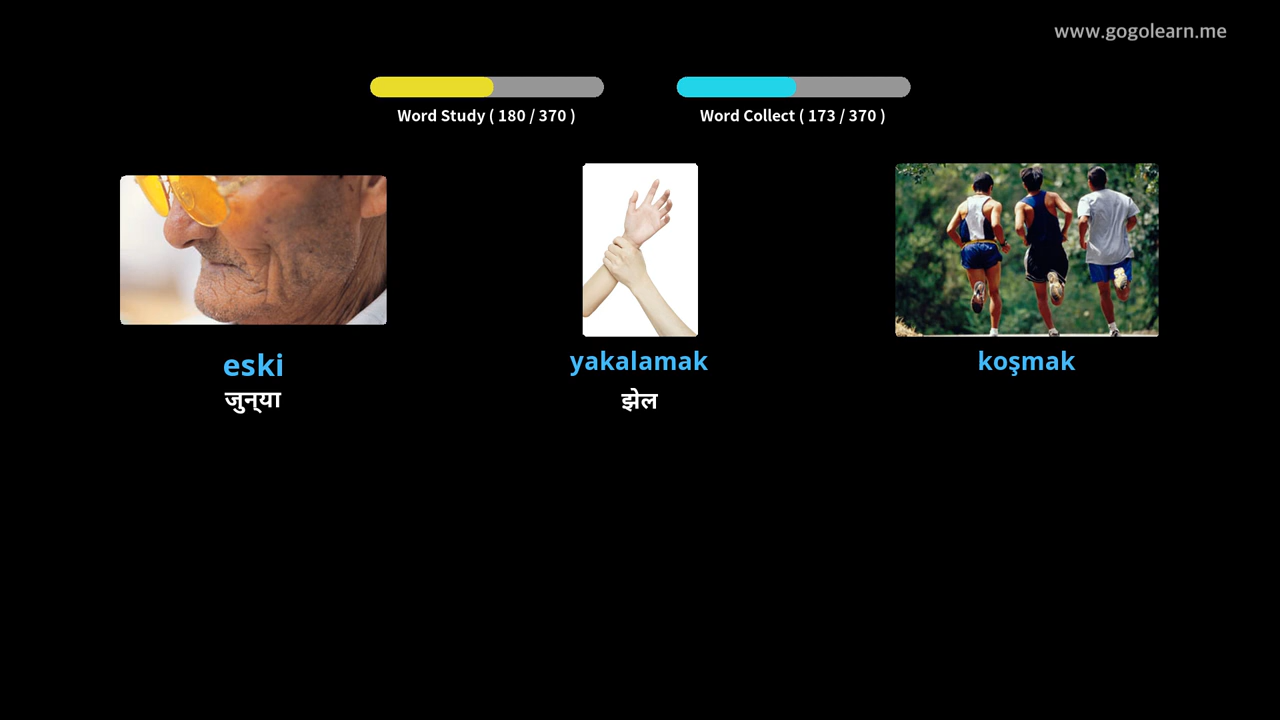 www.gogolearn.me
Word Study ( 180 / 370 )
Word Collect ( 173 / 370 )
eski
जुन्या
yakalamak
झेल
koşmak